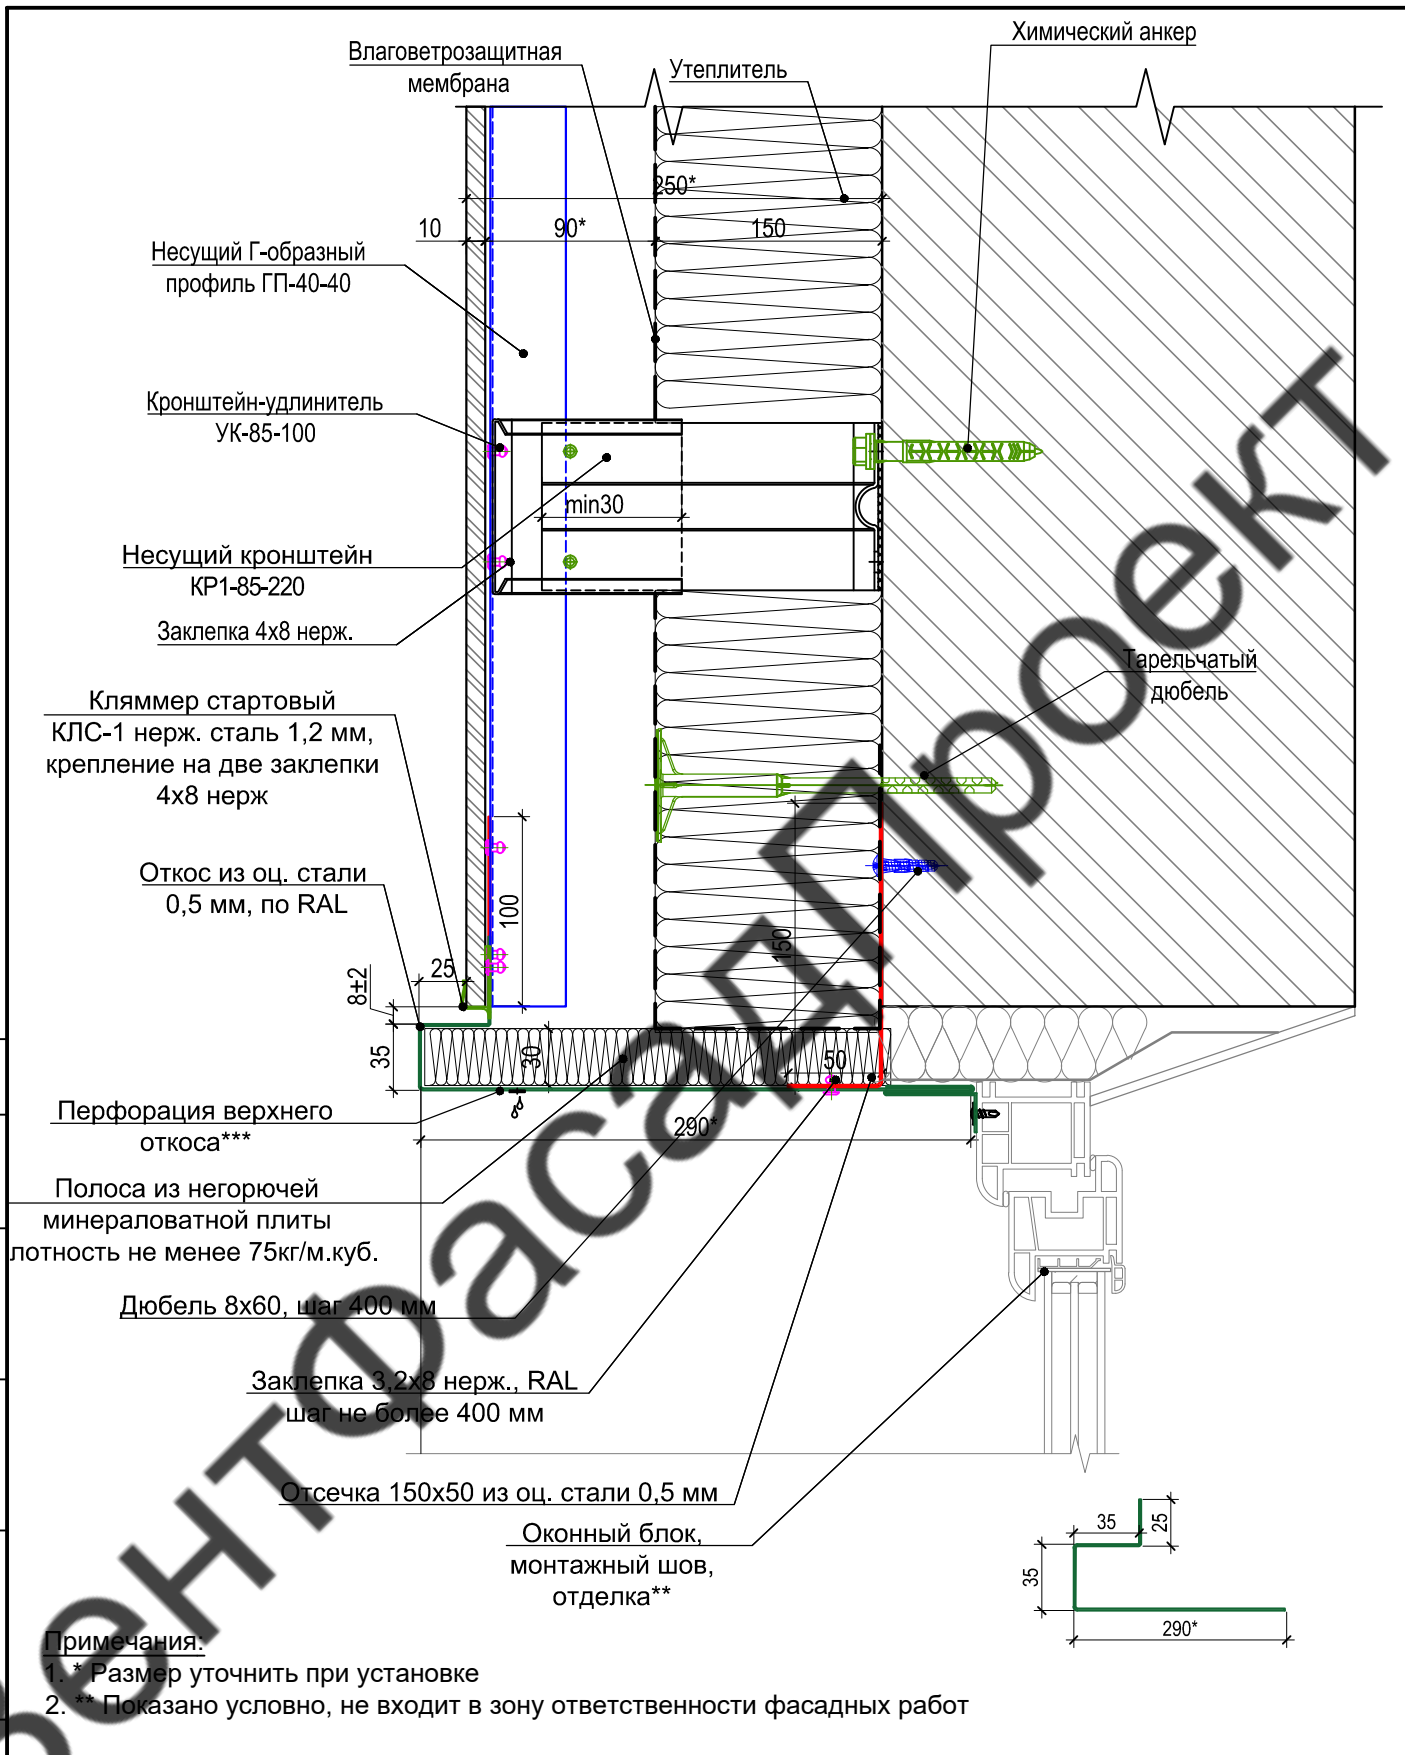 Химический анкер
Влаговетрозащитная
мембрана
Утеплитель
250*
10
90*
150
Несущий Г-образный
профиль ГП-40-40
Кронштейн-удлинитель
УК-85-100
min30
Несущий кронштейн
КР1-85-220
Заклепка 4х8 нерж.
Тарельчатый
дюбель
Кляммер стартовый
КЛС-1 нерж. сталь 1,2 мм,
крепление на две заклепки
4х8 нерж
Откос из оц. стали
0,5 мм, по RAL
100
150
25
8±2
35
30
50
290*
Перфорация верхнего
откоса***
Полоса из негорючей
минераловатной плиты
лотность не менее 75кг/м.куб.
Дюбель 8х60, шаг 400 мм
Заклепка 3,2х8 нерж., RAL
шаг не более 400 мм
Отсечка 150х50 из оц. стали 0,5 мм
Оконный блок,
монтажный шов,
отделка**
35
25
35
290*
Примечания:
1. * Размер уточнить при установке
2. ** Показано условно, не входит в зону ответственности фасадных работ
вентФасадПроект